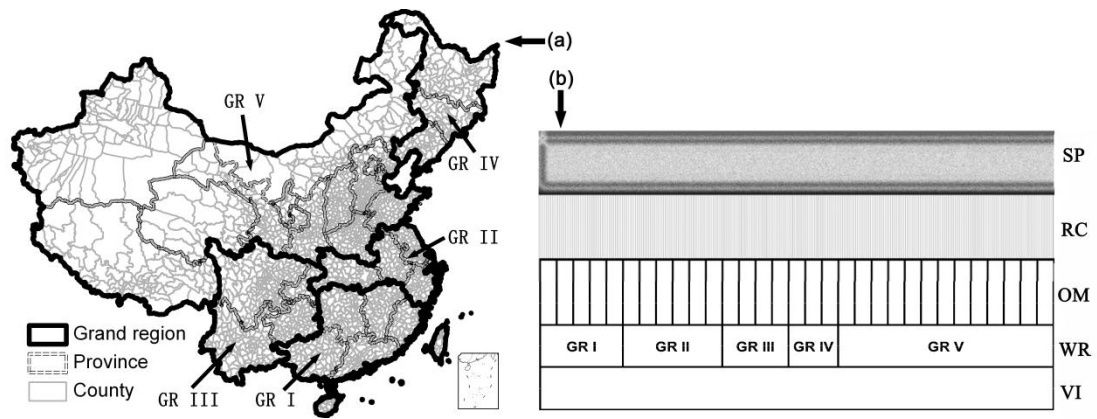 (a)
(b)
GR V
GR IV
GR II
GR III
GR I
Grand region
Province
County
SP
RC
OM
GR I GR II GR III GR IV GR V WR
VI